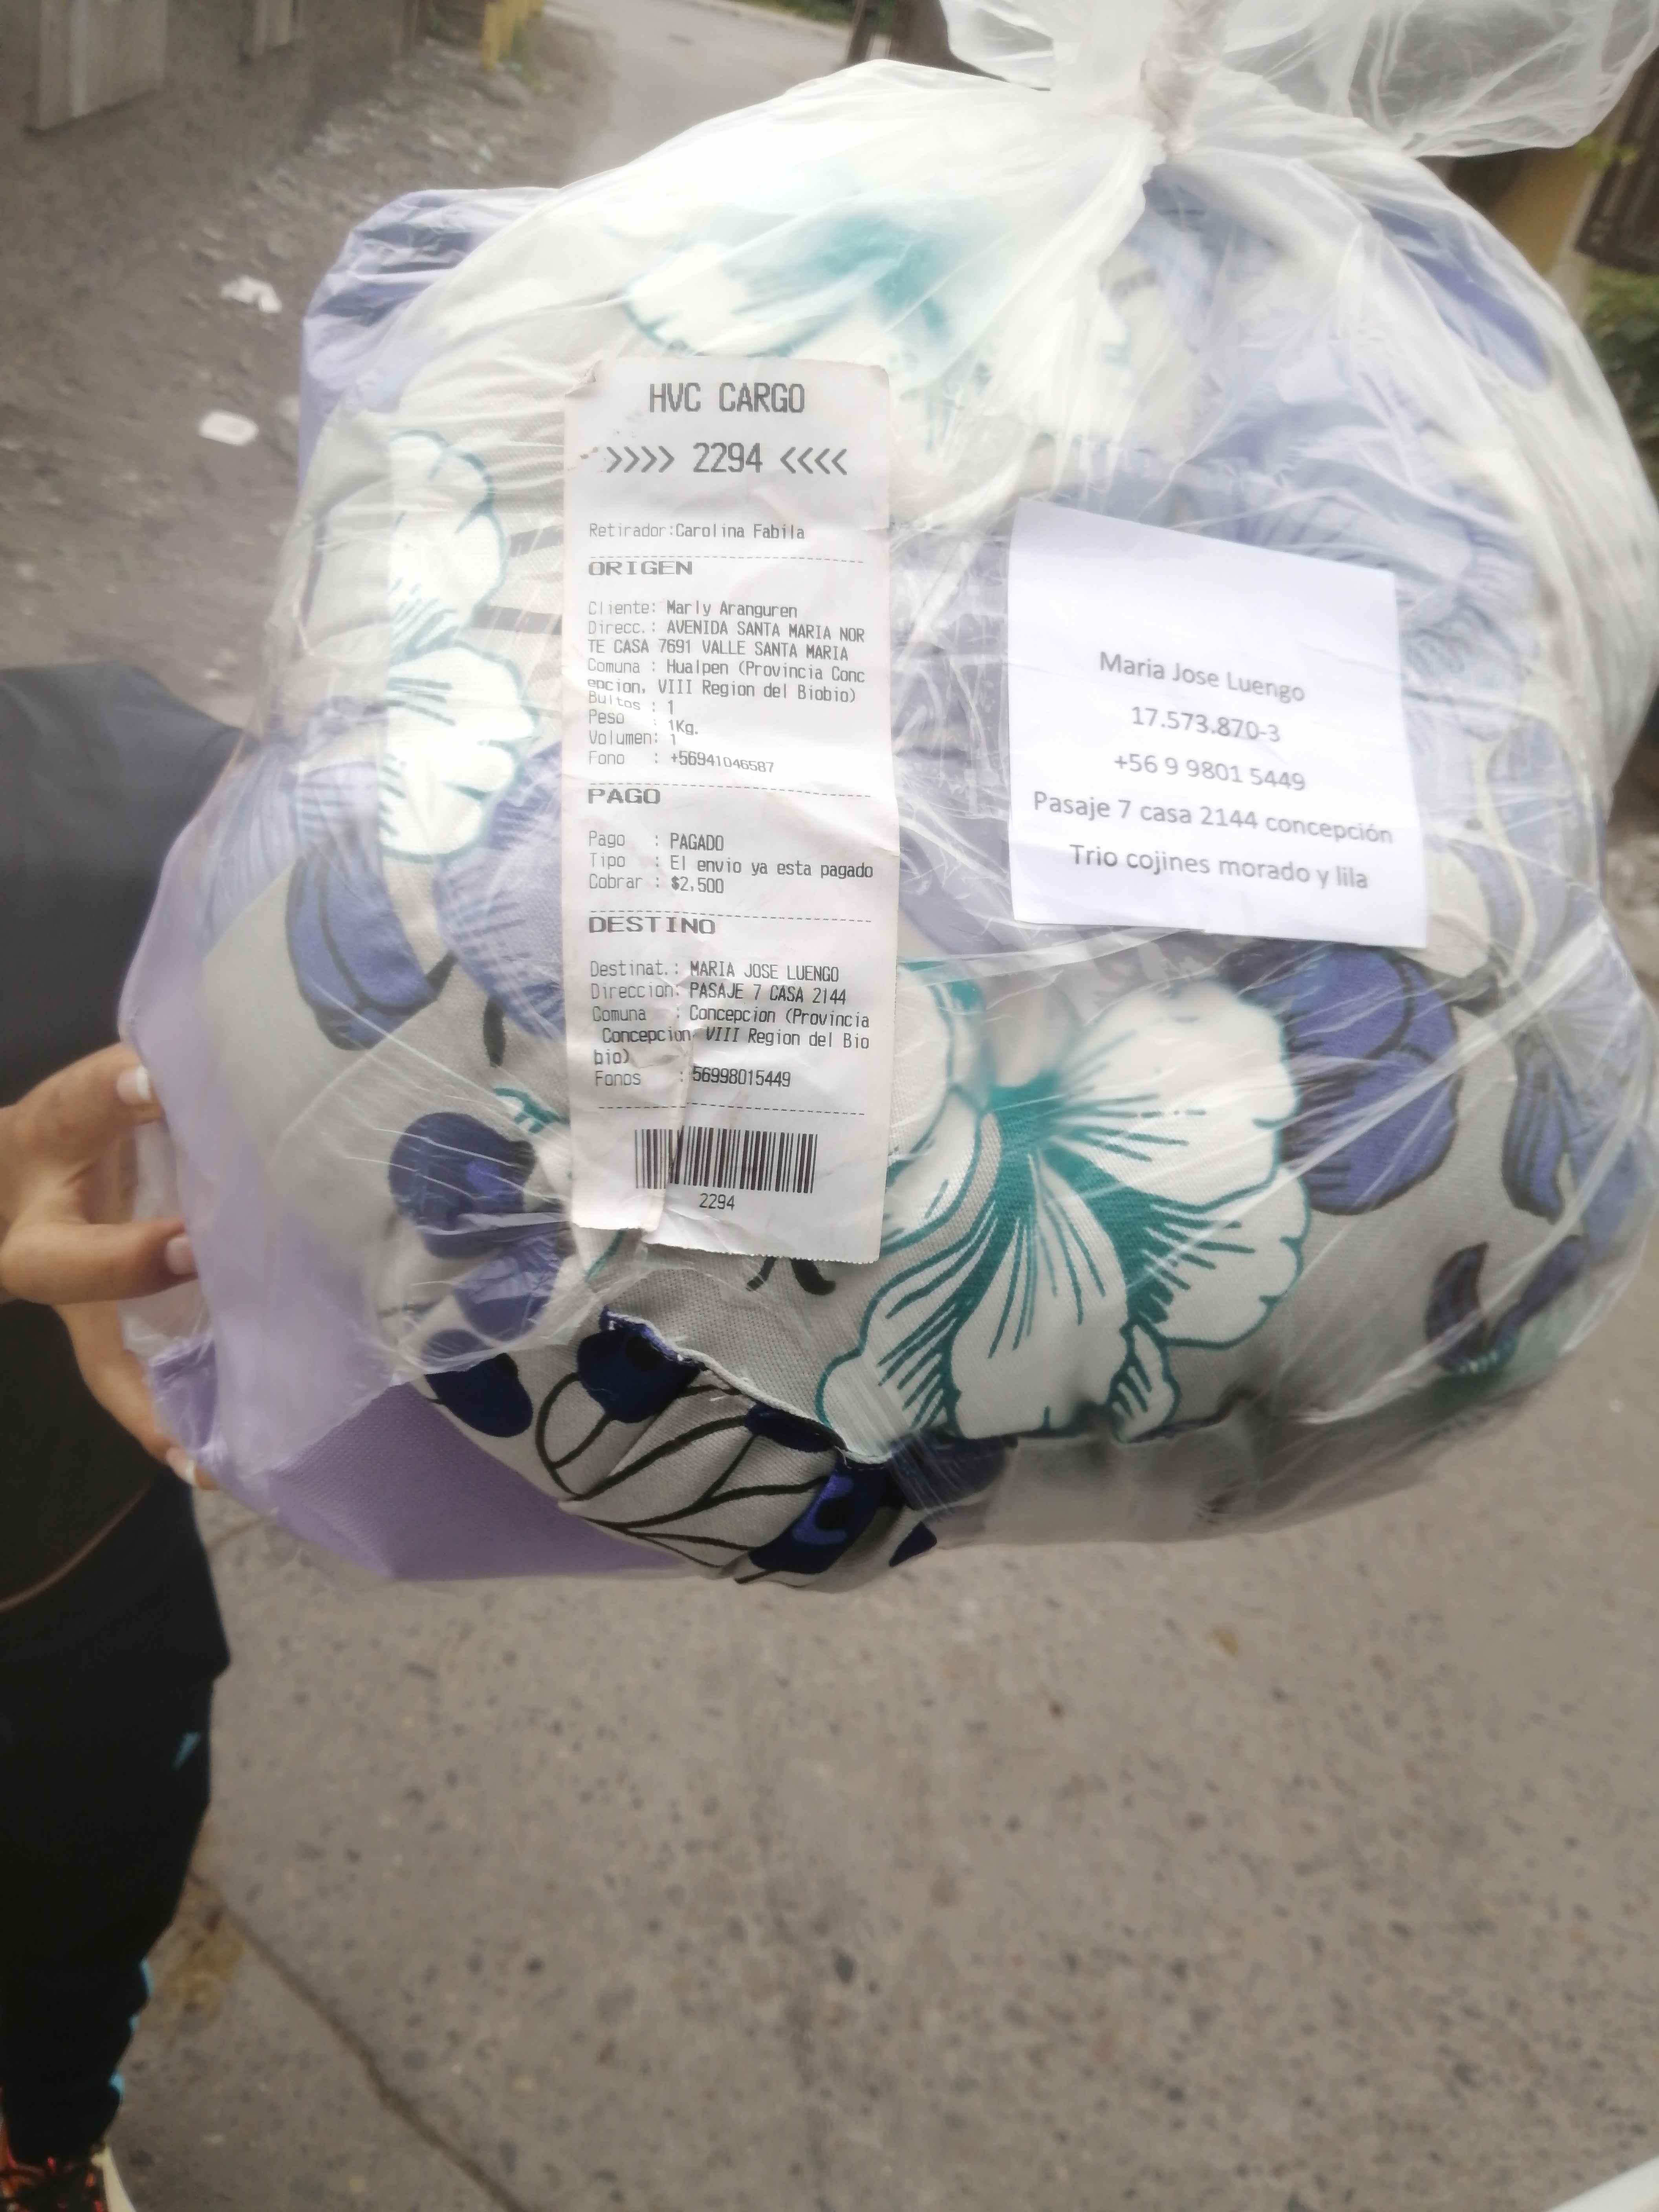 HVC CARGO
>>>> 2294 <<<<
Retirador:Carolina Fabila
ORIGEN
Cliente: Marly Aranguren
Direcc.: AVENIDA SANTA MARIA NOR
TE CASA 7691 VALLE SANTA MARIA
Comuna : Hualpen (Provincia Conc
epcion, VIII Region del Biobio)
Bultos : 1
Peso : 1Kg.
Volumen: 1
Fono : +56941046587
PAGO
Pago : PAGADO
Tipo : El envio ya esta pagado
Cobrar : $2,500
DESTINO
Destinat.: MARIA JOSE LUENGO
Direccion: PASAJE 7 CASA 2144
Comuna : Concepcion (Provincia
Concepcion, VIII Region del Bio
bio)
Fonos : 56998015449
2294
Maria Jose Luengo
17.573.870-3
+56 9 9801 5449
Pasaje 7 casa 2144 concepción
Trio cojines morado y lila